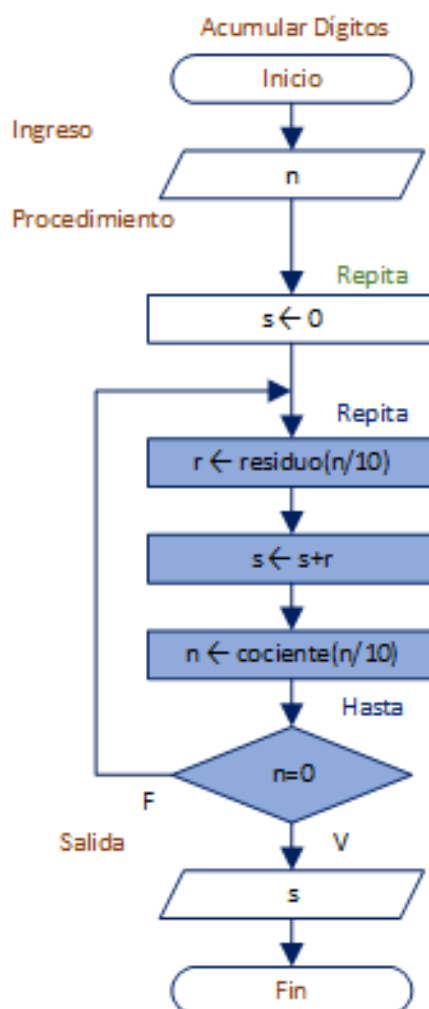 Acumular Dígitos
Inicio
Ingreso
n
Procedimiento
Repita
s ← 0
Repita
r ← residuo(n/10)
s ← s+r
n ← cociente(n/10)
Hasta
n=0
F
V
Salida
s
Fin